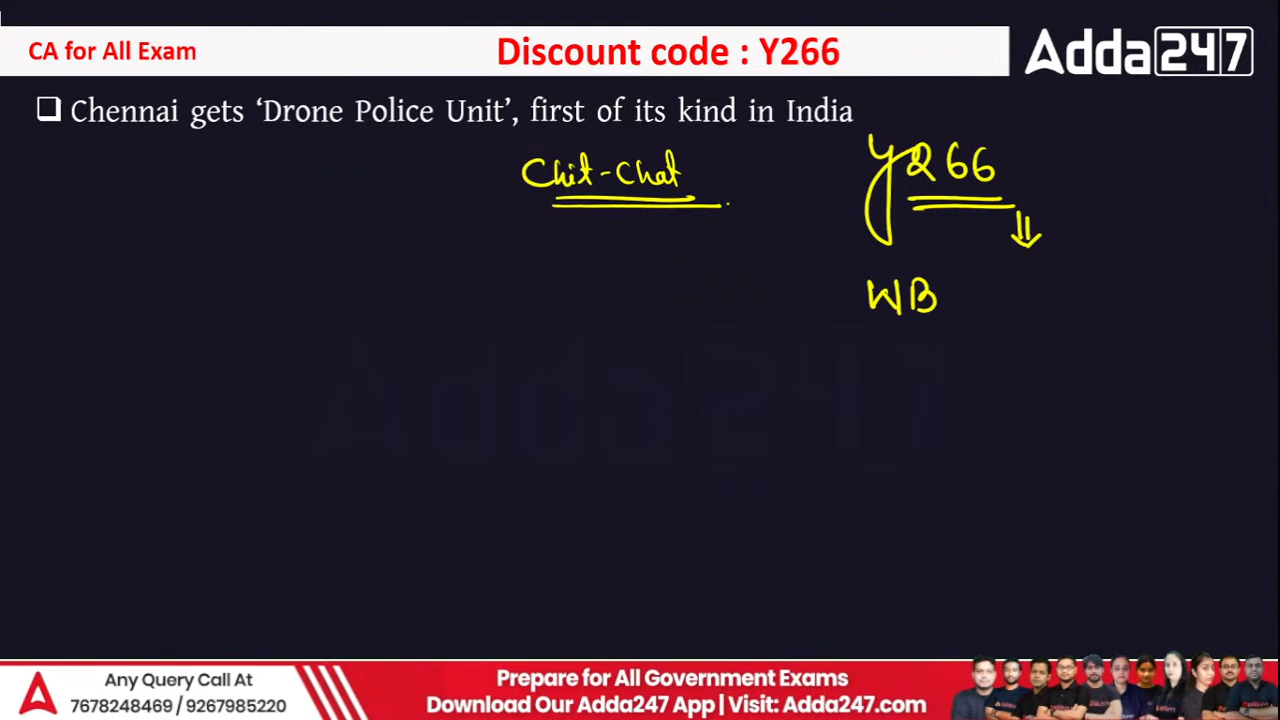 CA for All Exam
Discount code : Y266
Adda247
❑ Chennai gets ‘Drone Police Unit’, first of its kind in India
Chit-Chat
Y266
WB
Adda247
Any Query Call At
7678248469 / 9267985220
Prepare for All Government Exams
Download Our Adda247 App | Visit: Adda247.com